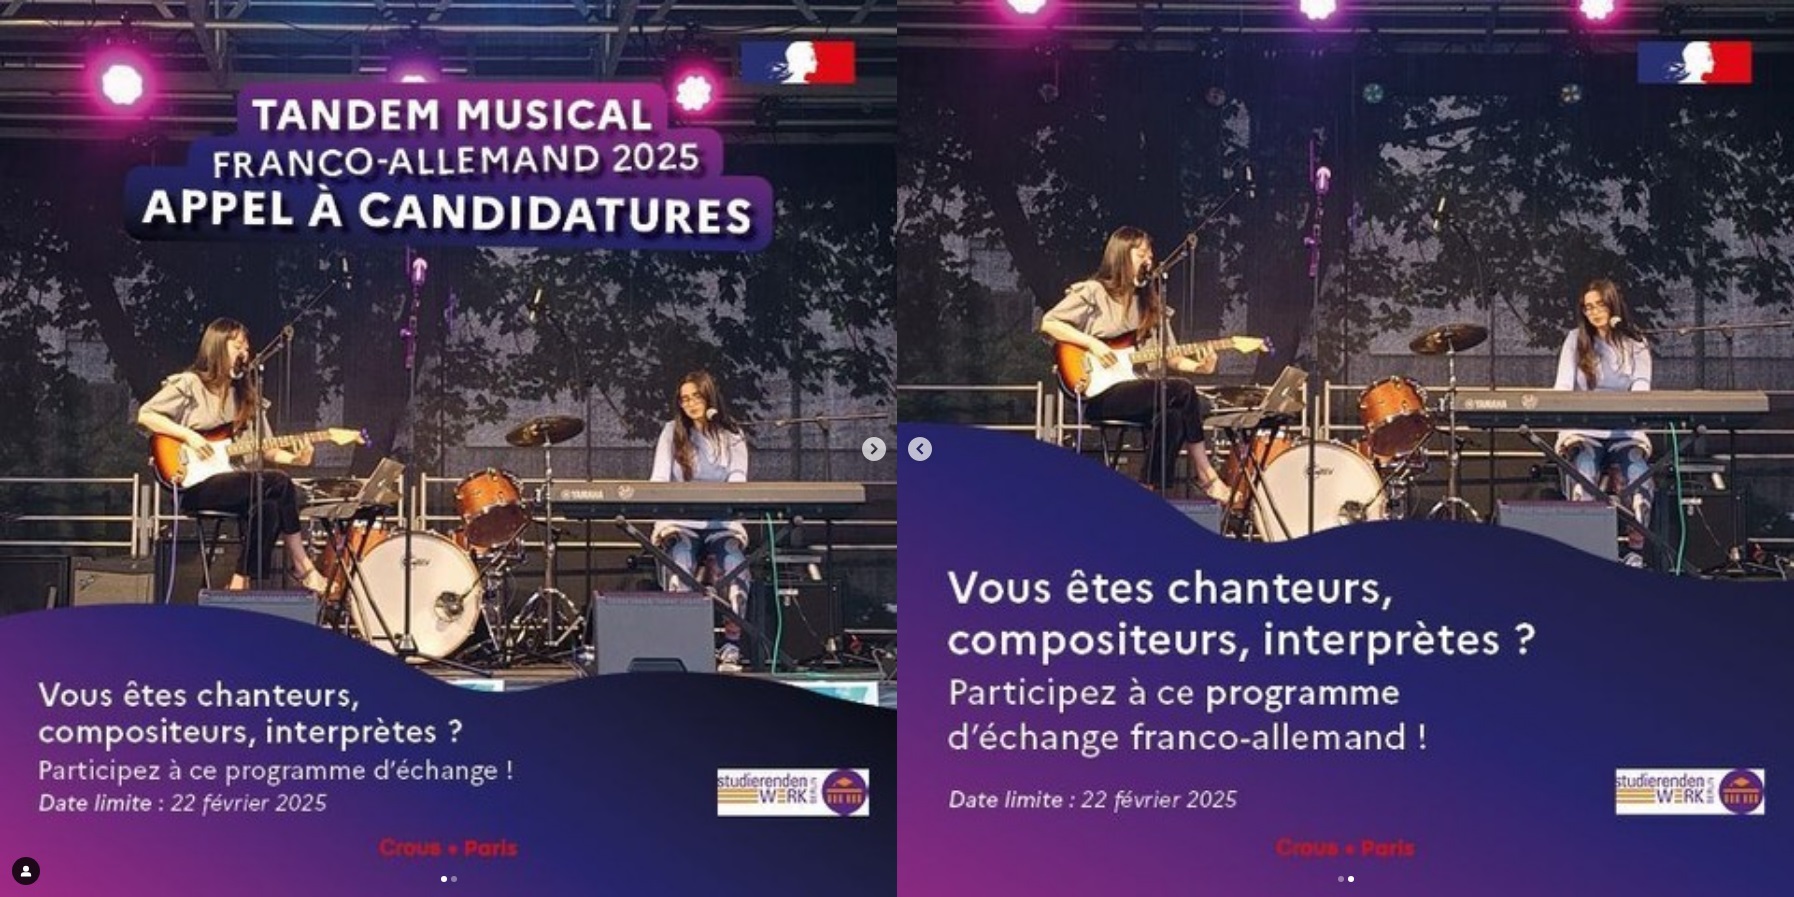 TANDEM MUSICAL
FRANCO-ALLEMAND 2025
APPEL À CANDIDATURES
YAMAHA
Vous êtes chanteurs,
compositeurs, interprètes ?
Participez à ce programme d'échange !
Date limite : 22 février 2025
studierenden
WERK
BERLIN
Crous • Paris
YAMAHA
Vous êtes chanteurs,
compositeurs, interprètes ?
Participez à ce programme
d'échange franco-allemand !
Date limite : 22 février 2025
studierenden
WERK
BERLIN
Crous • Paris